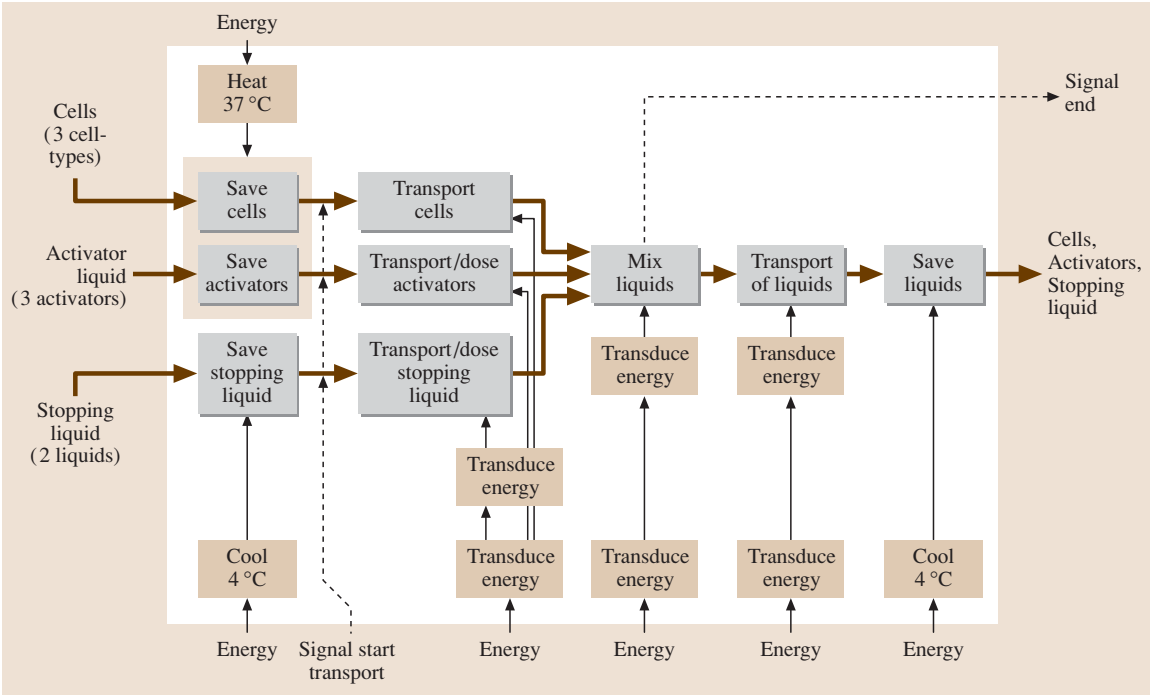 Energy
Heat
37 °C
Signal
end
Cells
(3 cell-
types)
Save
cells
Transport
cells
Activator
liquid
(3 activators)
Save
activators
Transport/dose
activators
Mix
liquids
Transport
of liquids
Save
liquids
Cells,
Activators,
Stopping
liquid
Save
stopping
liquid
Transport/dose
stopping
liquid
Transduce
energy
Transduce
energy
Stopping
liquid
(2 liquids)
Transduce
energy
Cool
4 °C
Transduce
energy
Transduce
energy
Transduce
energy
Cool
4 °C
Energy
Signal start
transport
Energy
Energy
Energy
Energy